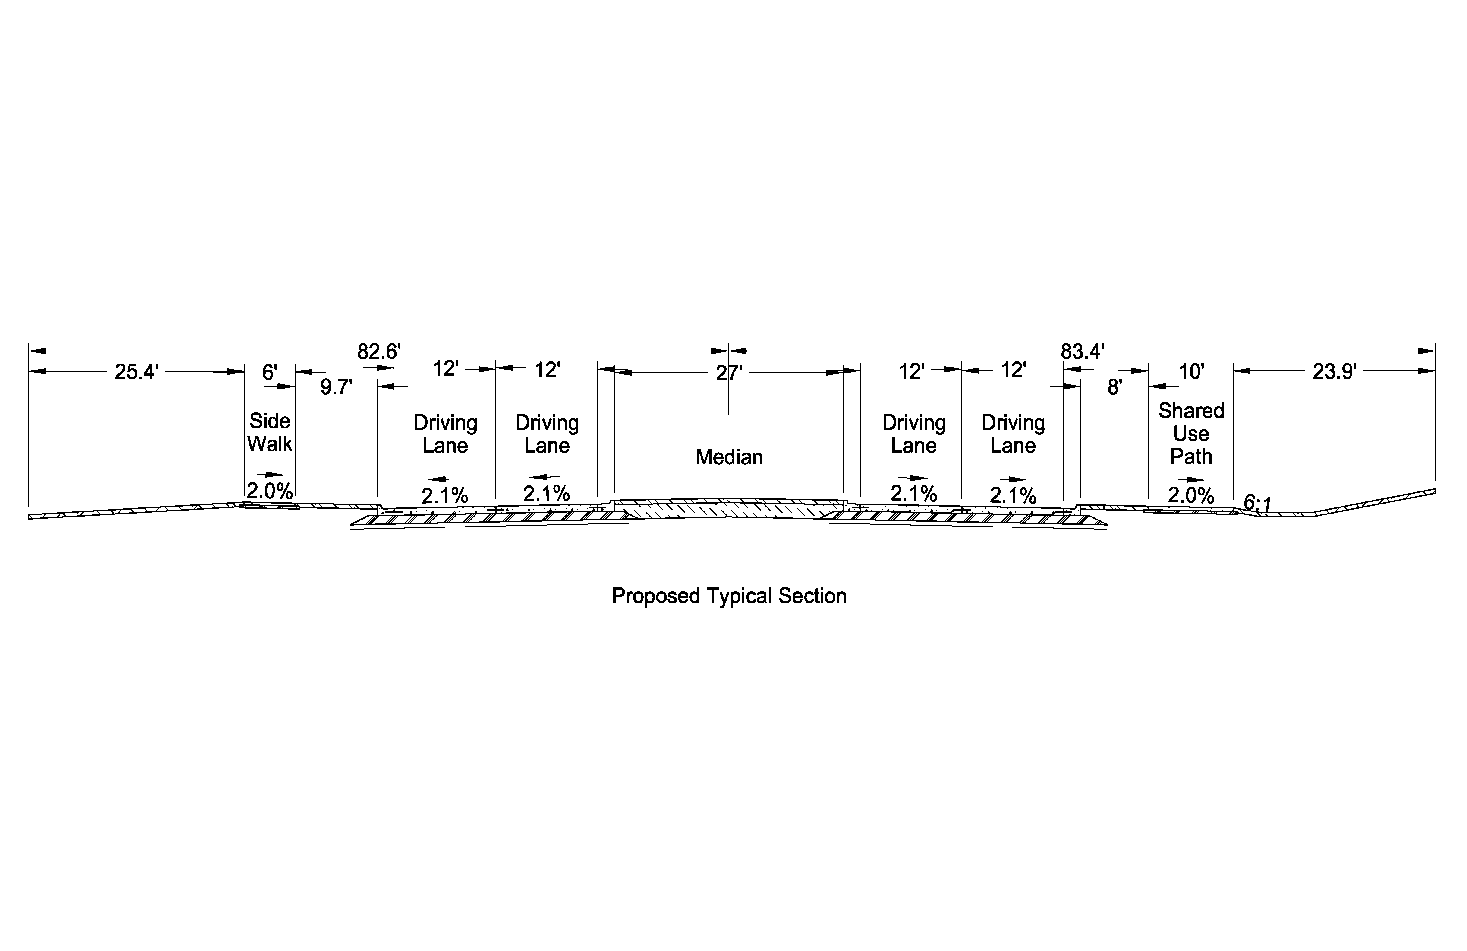 82.6' 83.4'
25.4' 6' 9.7' 12' 12' 27' 12' 12' 8' 10' 23.9'
Side
Walk
Driving
Lane
Driving
Lane
Median
Driving
Lane
Driving
Lane
Shared
Use
Path
2.0% 2.1% 2.1% 2.1% 2.1% 2.0% 6:1
Proposed Typical Section